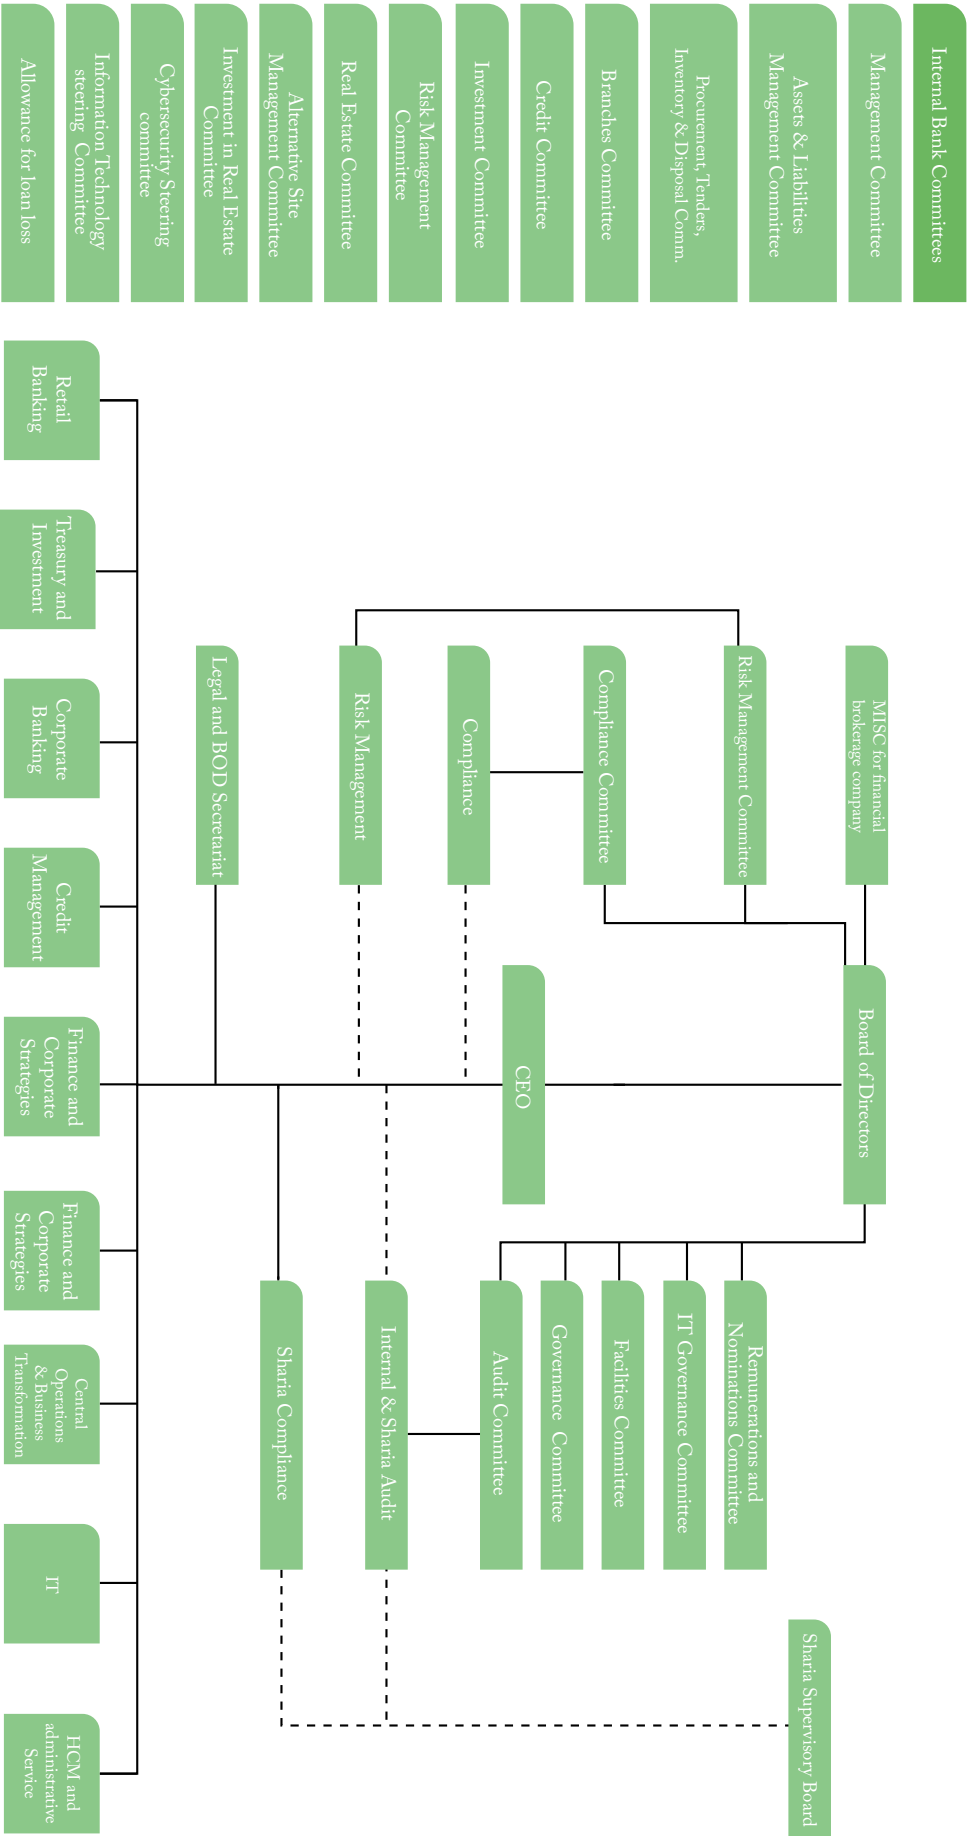 Internal Bank Committees
Management Committee
Assets & Liabilities
Management Committee
Procurement, Tenders,
Inventory & Disposal Comm.
Branches Committee
Credit Committee
Investment Committee
Risk Management
Committee
Real Estate Committee
Alternative Site
Management Committee
Investment in Real Estate
Committee
Cybersecurity Steering
committee
Information Technology
steering Committee
Allowance for loan loss
MISC for financial
brokerage company
Board of Directors
Sharia Supervisory Board
Risk Management Committee
Compliance Committee
Compliance
Risk Management
Legal and BOD Secretariat
CEO
Remunerations and
Nominations Committee
IT Governance Committee
Facilities Committee
Governance Committee
Audit Committee
Internal & Sharia Audit
Sharia Compliance
Retail
Banking
Treasury and
Investment
Corporate
Banking
Credit
Management
Finance and
Corporate
Strategies
Finance and
Corporate
Strategies
Central
Operations
& Business
Transformation
IT
HCM and
administrative
Service